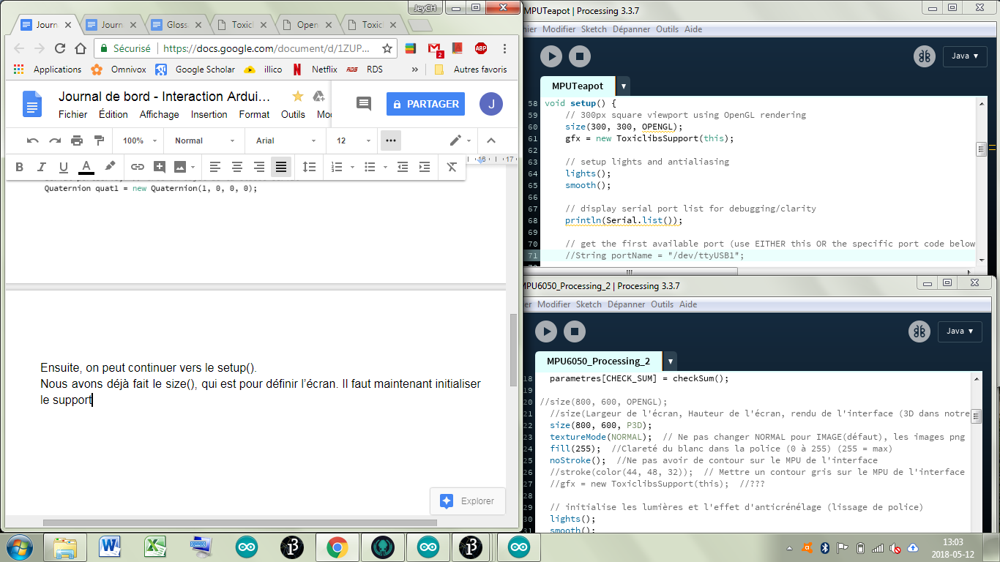 JeyCH
Journ
Journ
Gloss
Toxicl
Open
Toxicl
Sécurisé
https://docs.google.com/document/d/1ZUP...
2
ABP
Applications
Omnivox
Google Scholar
illico
Netflix
RDS
RDS
»
Autres favoris
Journal de bord - Interaction Ardui...
PARTAGER
J
Fichier Édition Affichage Insertion Format Outils Mo
100%
Normal
Arial
12
B I U A
16 17
Quaternion quat1 = new Quaternion(1, 0, 0, 0);
Ensuite, on peut continuer vers le setup().
Nous avons déjà fait le size(), qui est pour définir l'écran. Il faut maintenant initialiser
le support
Explorer
MPUTeapot | Processing 3.3.7
hier Modifier Sketch Dépanner Outils Aide
Java ▼
MPUTeapot ▼
58 void setup() {
59 // 300px square viewport using OpenGL rendering
60 size(300, 300, OPENGL);
61 gfx = new ToxiclibsSupport(this);
62
63 // setup lights and antialiasing
64 lights();
65 smooth();
66
67 // display serial port list for debugging/clarity
68 println(Serial.list());
69
70 // get the first available port (use EITHER this OR the specific port code below
71 //String portName = "/dev/ttyUSB1";
MPU6050_Processing_2 | Processing 3.3.7
ier Modifier Sketch Dépanner Outils Aide
Java ▼
MPU6050_Processing_2 ▼
18 parametres[CHECK_SUM] = checkSum();
19
20 //size(800, 600, OPENGL);
21 //size(Largeur de l'écran, Hauteur de l'écran, rendu de l'interface (3D dans notre
22 size(800, 600, P3D);
23 textureMode(NORMAL); // Ne pas changer NORMAL pour IMAGE(défaut), les images png
24 fill(255); //Clareté du blanc dans la police (0 à 255) (255 = max)
25 noStroke(); //Ne pas avoir de contour sur le MPU de l'interface
26 //stroke(color(44, 48, 32)); // Mettre un contour gris sur le MPU de l'interface
27 //gfx = new ToxiclibsSupport(this); //???
28
29 // initialise les lumières et l'effet d'anticrénélage (lissage de police)
30 lights();
31 smooth();
13:03
2018-05-12